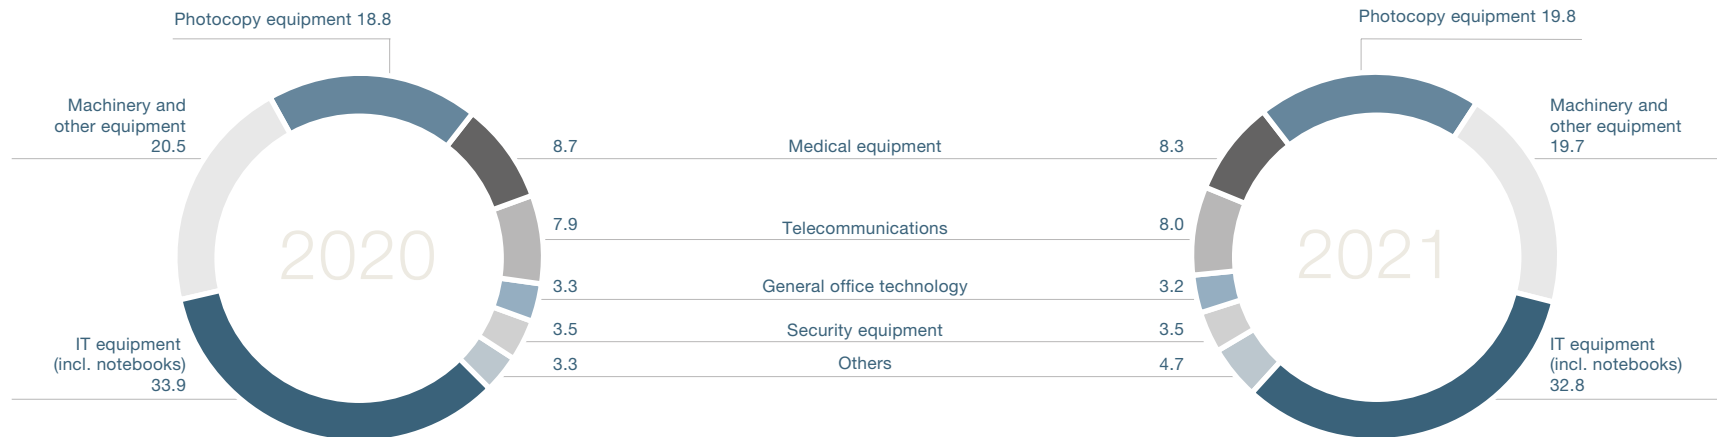 Photocopy equipment 18.8
Machinery and
other equipment
20.5
2020
IT equipment
(incl. notebooks)
33.9
8.7 Medical equipment 8.3
7.9 Telecommunications 8.0
3.3 General office technology 3.2
3.5 Security equipment 3.5
3.3 Others 4.7
Photocopy equipment 19.8
Machinery and
other equipment
19.7
2021
IT equipment
(incl. notebooks)
32.8